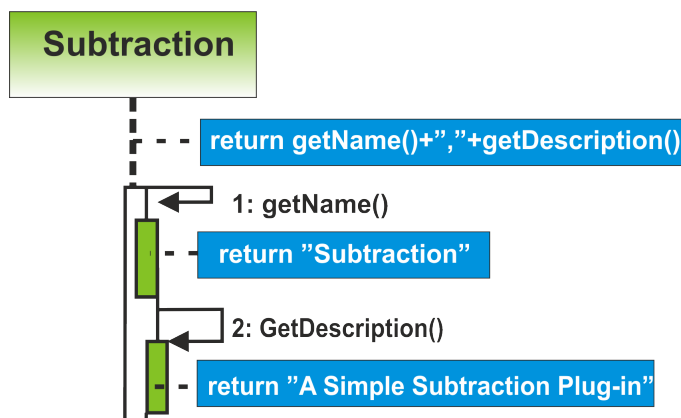 Subtraction
return getName()+”,”+getDescription()
1: getName()
return ”Subtraction”
2: GetDescription()
return ”A Simple Subtraction Plug-in”